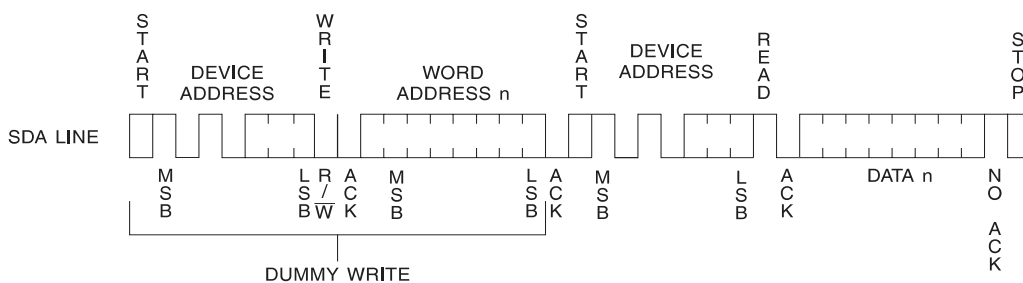 START
WRITE
START
READ
STOP
DEVICE
ADDRESS
WORD
ADDRESS n
DEVICE
ADDRESS
SDA LINE
MSB
LSB
R/W
ACK
MSB
LSB
ACK
MSB
LSB
ACK
DATA n
NO ACK
DUMMY WRITE